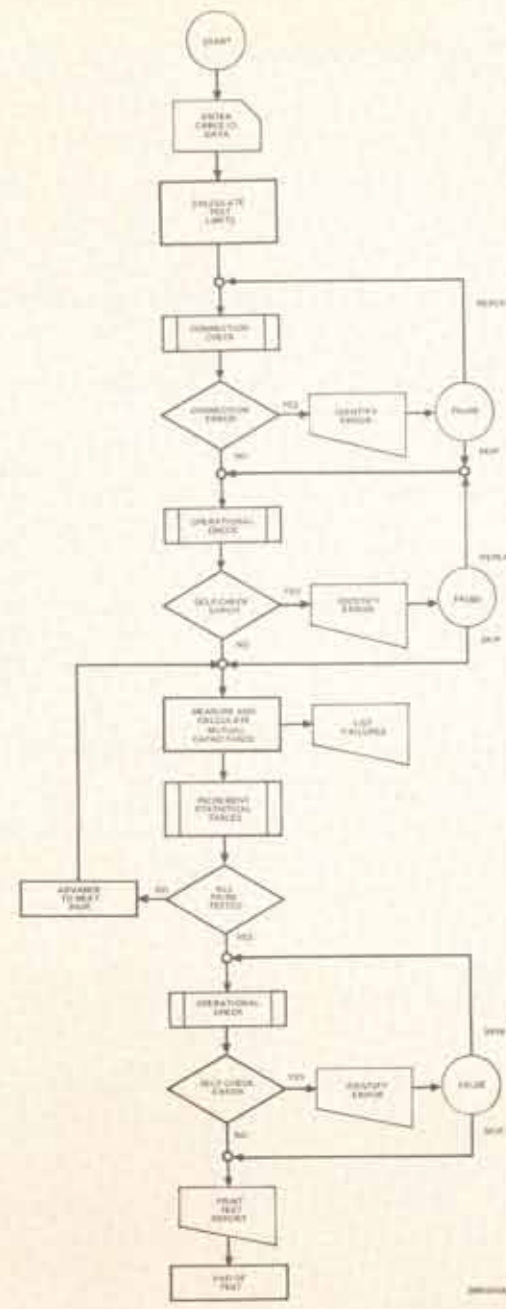 START
ENTER
CABLE I.D.
DATA
CALCULATE
TEST
LIMITS
REPEAT
CONNECTION
CHECK
CONNECTION
ERROR
YES
IDENTIFY
ERROR
PAUSE
NO
SKIP
OPERATIONAL
CHECK
REPEAT
SELF-CHECK
ERROR
YES
IDENTIFY
ERROR
PAUSE
NO
SKIP
MEASURE AND
CALCULATE
MUTUAL
CAPACITANCE
LIST
FAILURES
INCREMENT
STATISTICAL
TABLES
ADVANCE
TO NEXT
PAIR
NO
ALL
PAIRS
TESTED
YES
OPERATIONAL
CHECK
SELF-CHECK
ERROR
YES
IDENTIFY
ERROR
PAUSE
NO
SKIP
PRINT
TEST
REPORT
END OF
TEST